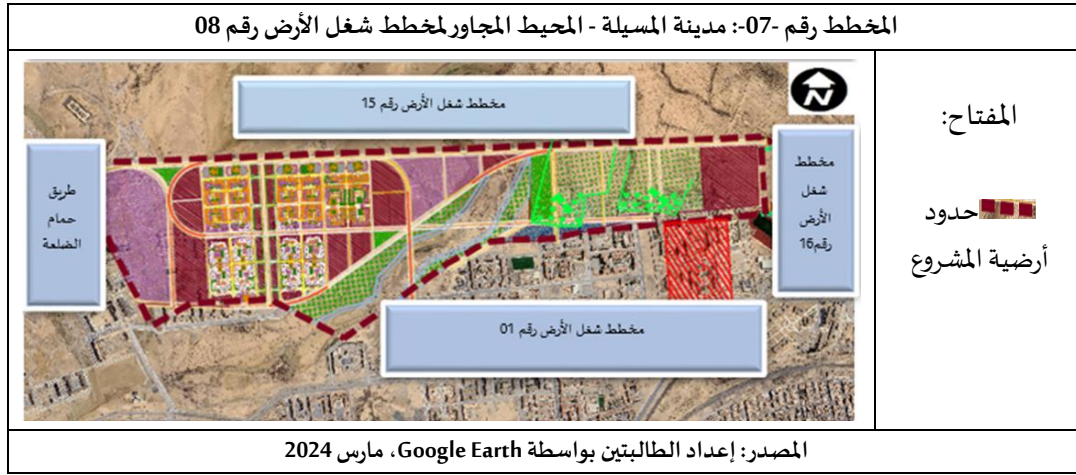 المخطط رقم -07-: مدينة المسيلة - المحيط المجاور لمخطط شغل الأرض رقم 08
المفتاح:
حدود
أرضية المشروع
N
مخطط شغل الأرض رقم 15
مخطط
شغل
الأرض
رقم16
طريق
حمام
الضلعة
مخطط شغل الأرض رقم 01
المصدر: إعداد الطالبتين بواسطة Google Earth، مارس 2024